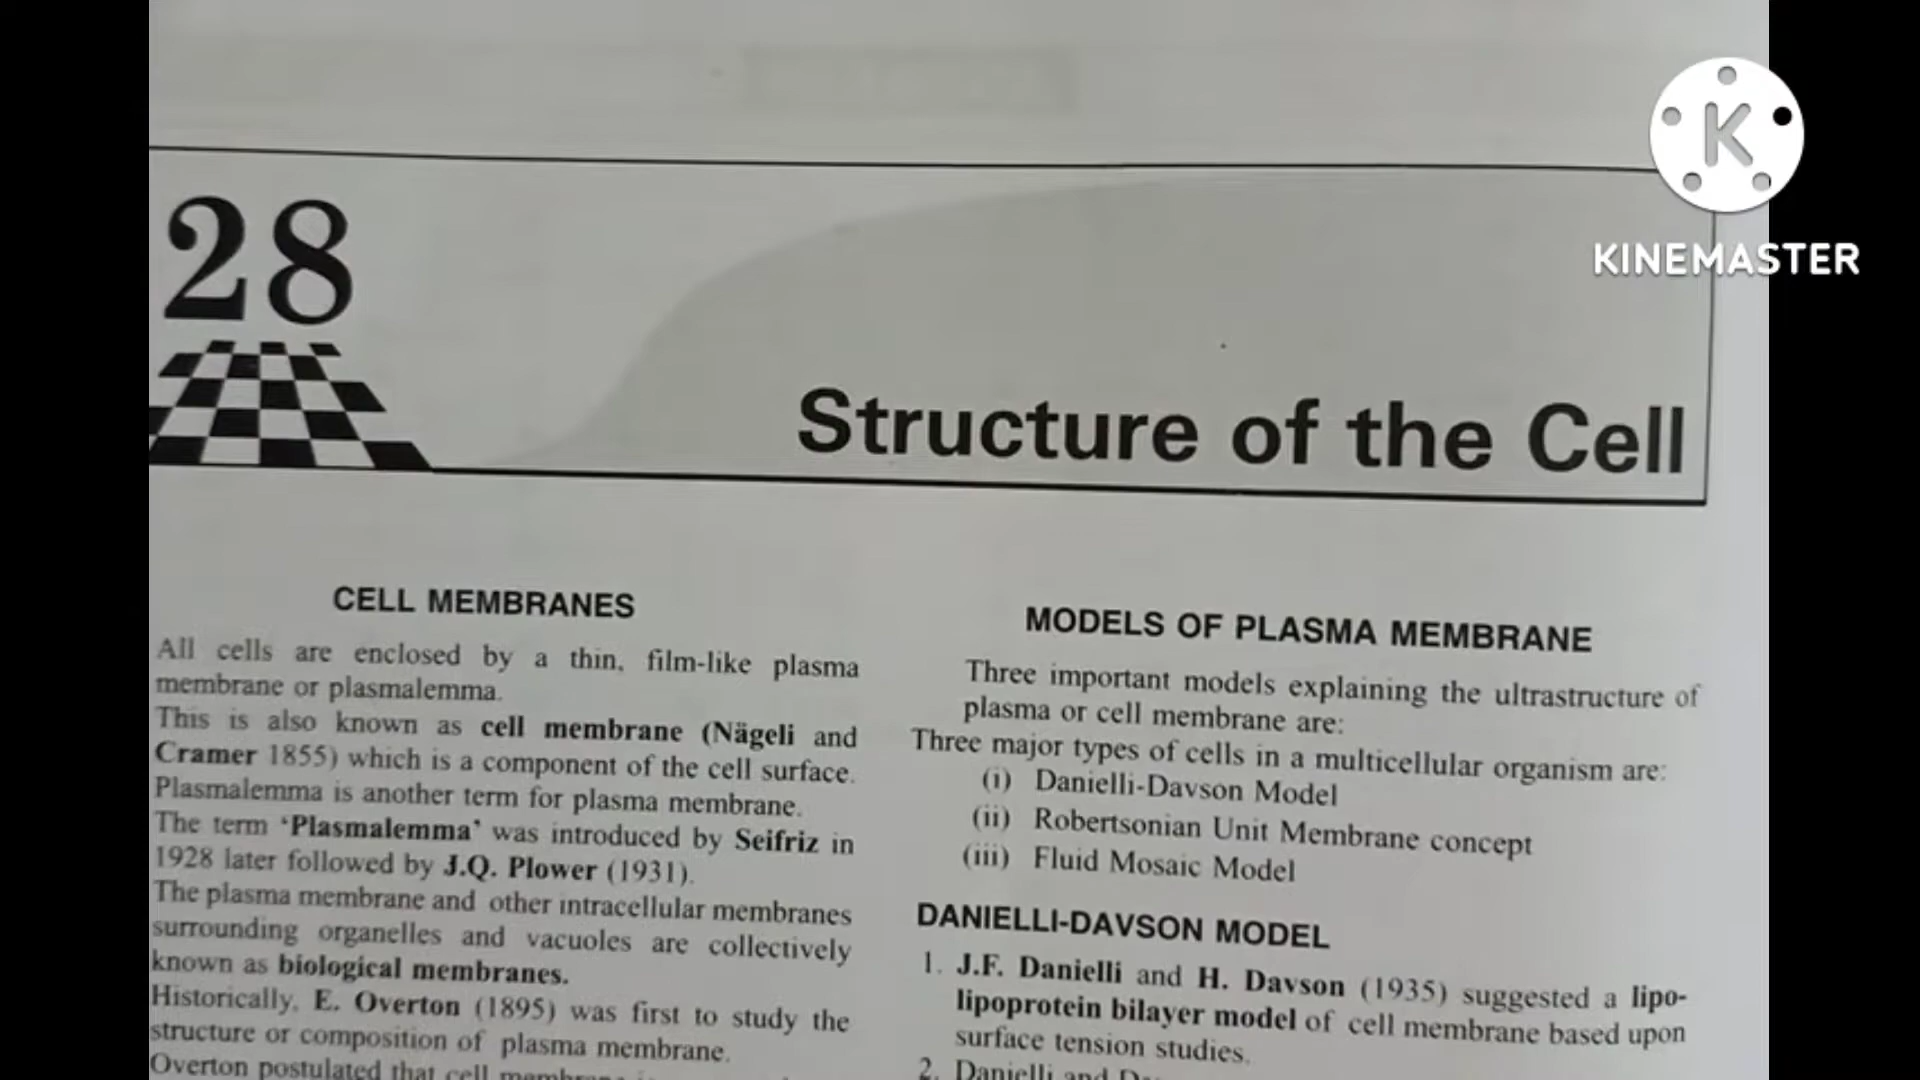 28
Structure of the Cell
CELL MEMBRANES
All cells are enclosed by a thin, film-like plasma
membrane or plasmalemma.
This is also known as cell membrane (Nägeli and
Cramer 1855) which is a component of the cell surface.
Plasmalemma is another term for plasma membrane.
The term ‘Plasmalemma’ was introduced by Seifriz in
1928 later followed by J.Q. Plower (1931).
The plasma membrane and other intracellular membranes
surrounding organelles and vacuoles are collectively
known as biological membranes.
Historically, E. Overton (1895) was first to study the
structure or composition of plasma membrane.
Overton postulated that cell
MODELS OF PLASMA MEMBRANE
Three important models explaining the ultrastructure of
plasma or cell membrane are:
Three major types of cells in a multicellular organism are:
(i) Danielli-Davson Model
(ii) Robertsonian Unit Membrane concept
(iii) Fluid Mosaic Model
DANIELLI-DAVSON MODEL
1. J.F. Danielli and H. Davson (1935) suggested a lipo-
lipoprotein bilayer model of cell membrane based upon
surface tension studies.
2. Danielli and
K
KINEMASTER